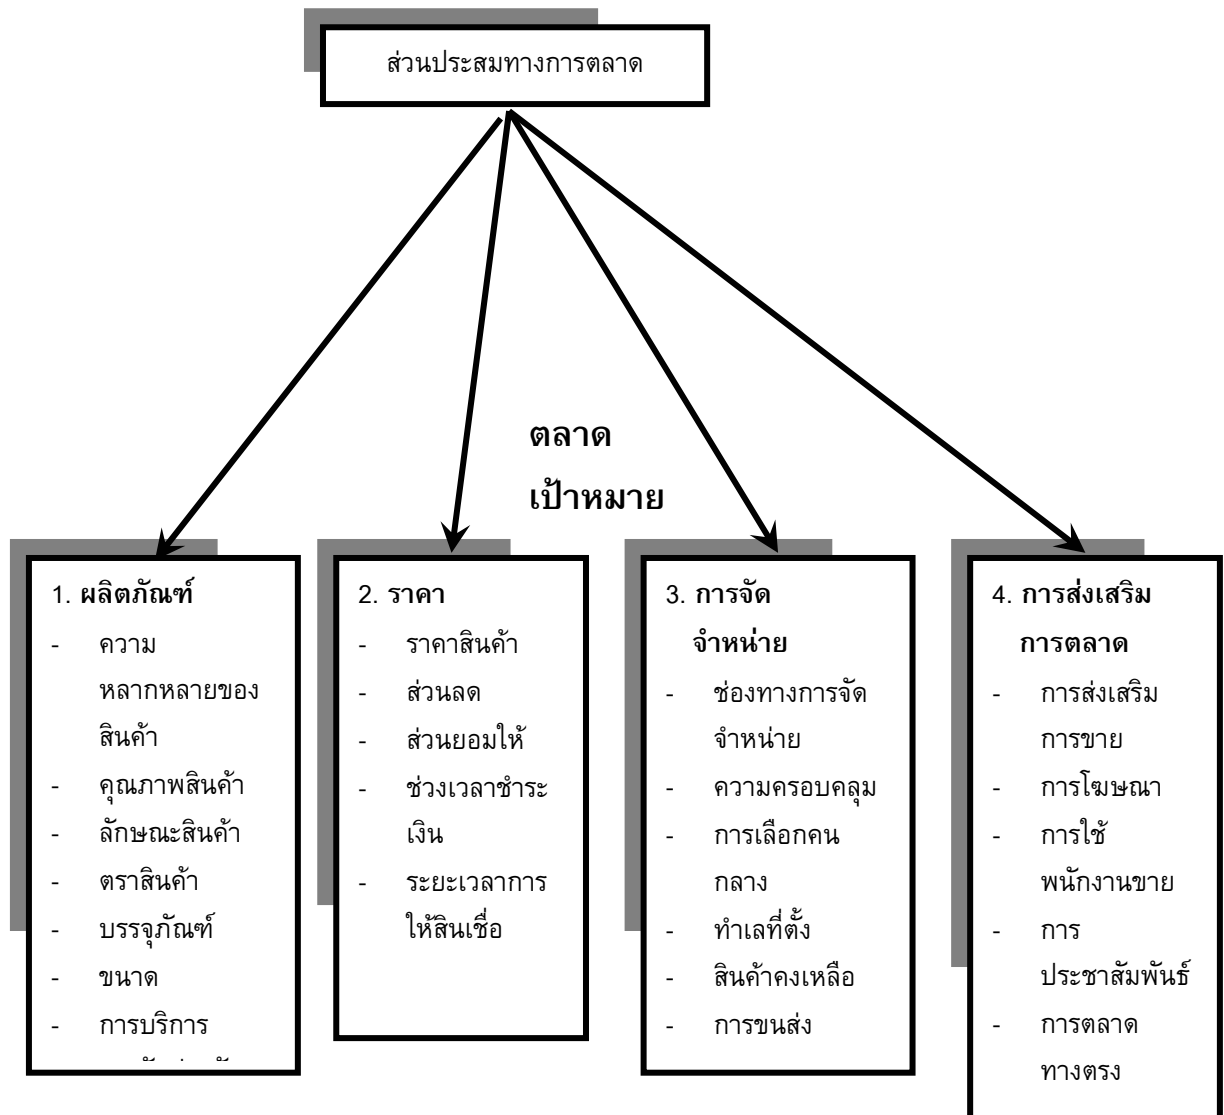 ส่วนประสมทางการตลาด
ตลาด
เป้าหมาย
1. ผลิตภัณฑ์
- ความ
หลากหลายของ
สินค้า
- คุณภาพสินค้า
- ลักษณะสินค้า
- ตราสินค้า
- บรรจุภัณฑ์
- ขนาด
- การบริการ
2. ราคา
- ราคาสินค้า
- ส่วนลด
- ส่วนยอมให้
- ช่วงเวลาชำระ
เงิน
- ระยะเวลาการ
ให้สินเชื่อ
3. การจัด
จำหน่าย
- ช่องทางการจัด
จำหน่าย
- ความครอบคลุม
- การเลือกคน
กลาง
- ทำเลที่ตั้ง
- สินค้าคงเหลือ
- การขนส่ง
4. การส่งเสริม
การตลาด
- การส่งเสริม
การขาย
- การโฆษณา
- การใช้
พนักงานขาย
- การ
ประชาสัมพันธ์
- การตลาด
ทางตรง